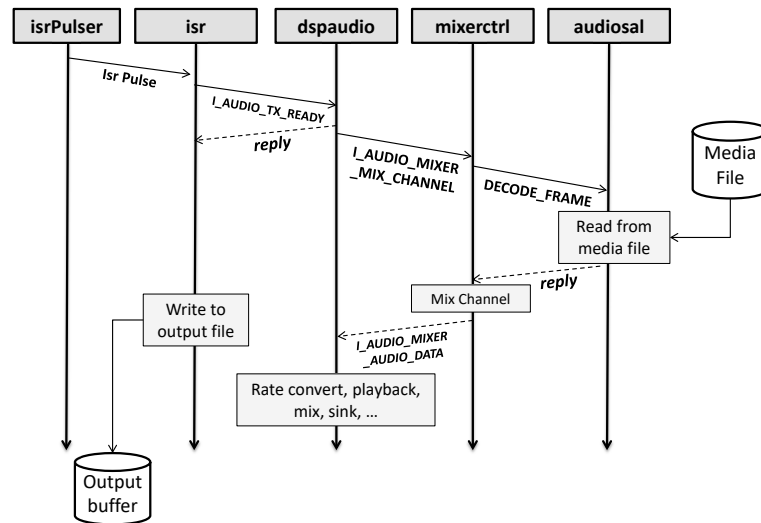 isrPulser
isr
dspaudio
mixerctrl
audiosal
Isr Pulse
I_AUDIO_TX_READY
reply
I_AUDIO_MIXER
_MIX_CHANNEL
DECODE_FRAME
Media
File
Read from
media file
reply
Mix Channel
Write to
output file
I_AUDIO_MIXER
_AUDIO_DATA
Rate convert, playback,
mix, sink, ...
Output
buffer